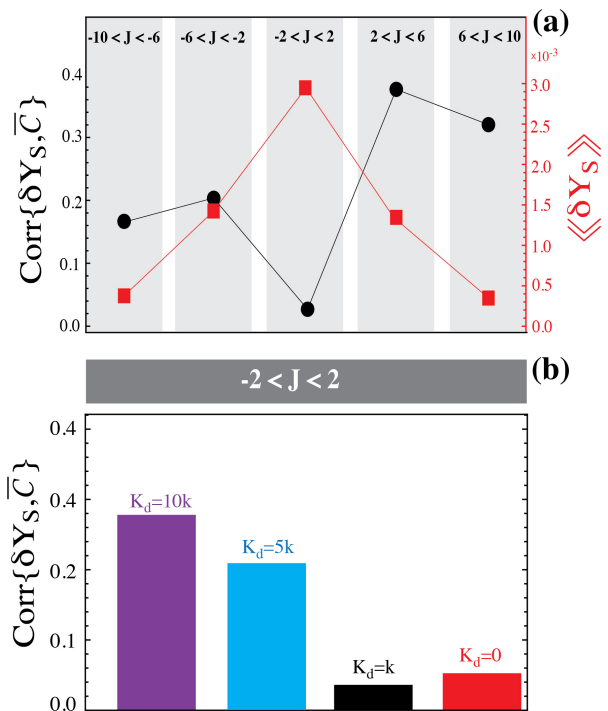 (a)
-10 < J < -6 -6 < J < -2 -2 < J < 2 2 < J < 6 6 < J < 10
×10⁻³
Corr{δY_S, C̅}
0.4
0.3
0.2
0.1
0.0
3.0
2.5
2.0
1.5
1.0
0.5
0.0
⟪δY_S⟫
-2 < J < 2 (b)
Corr{δY_S, C̅}
0.4
0.4
0.2
0.1
0.0
K_d=10k
K_d=5k
K_d=k
K_d=0